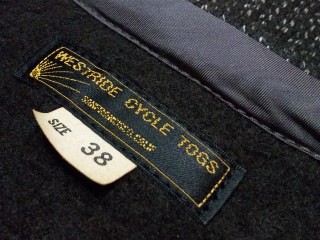 WESTRIDE CYCLE TOGS
SIZE 38